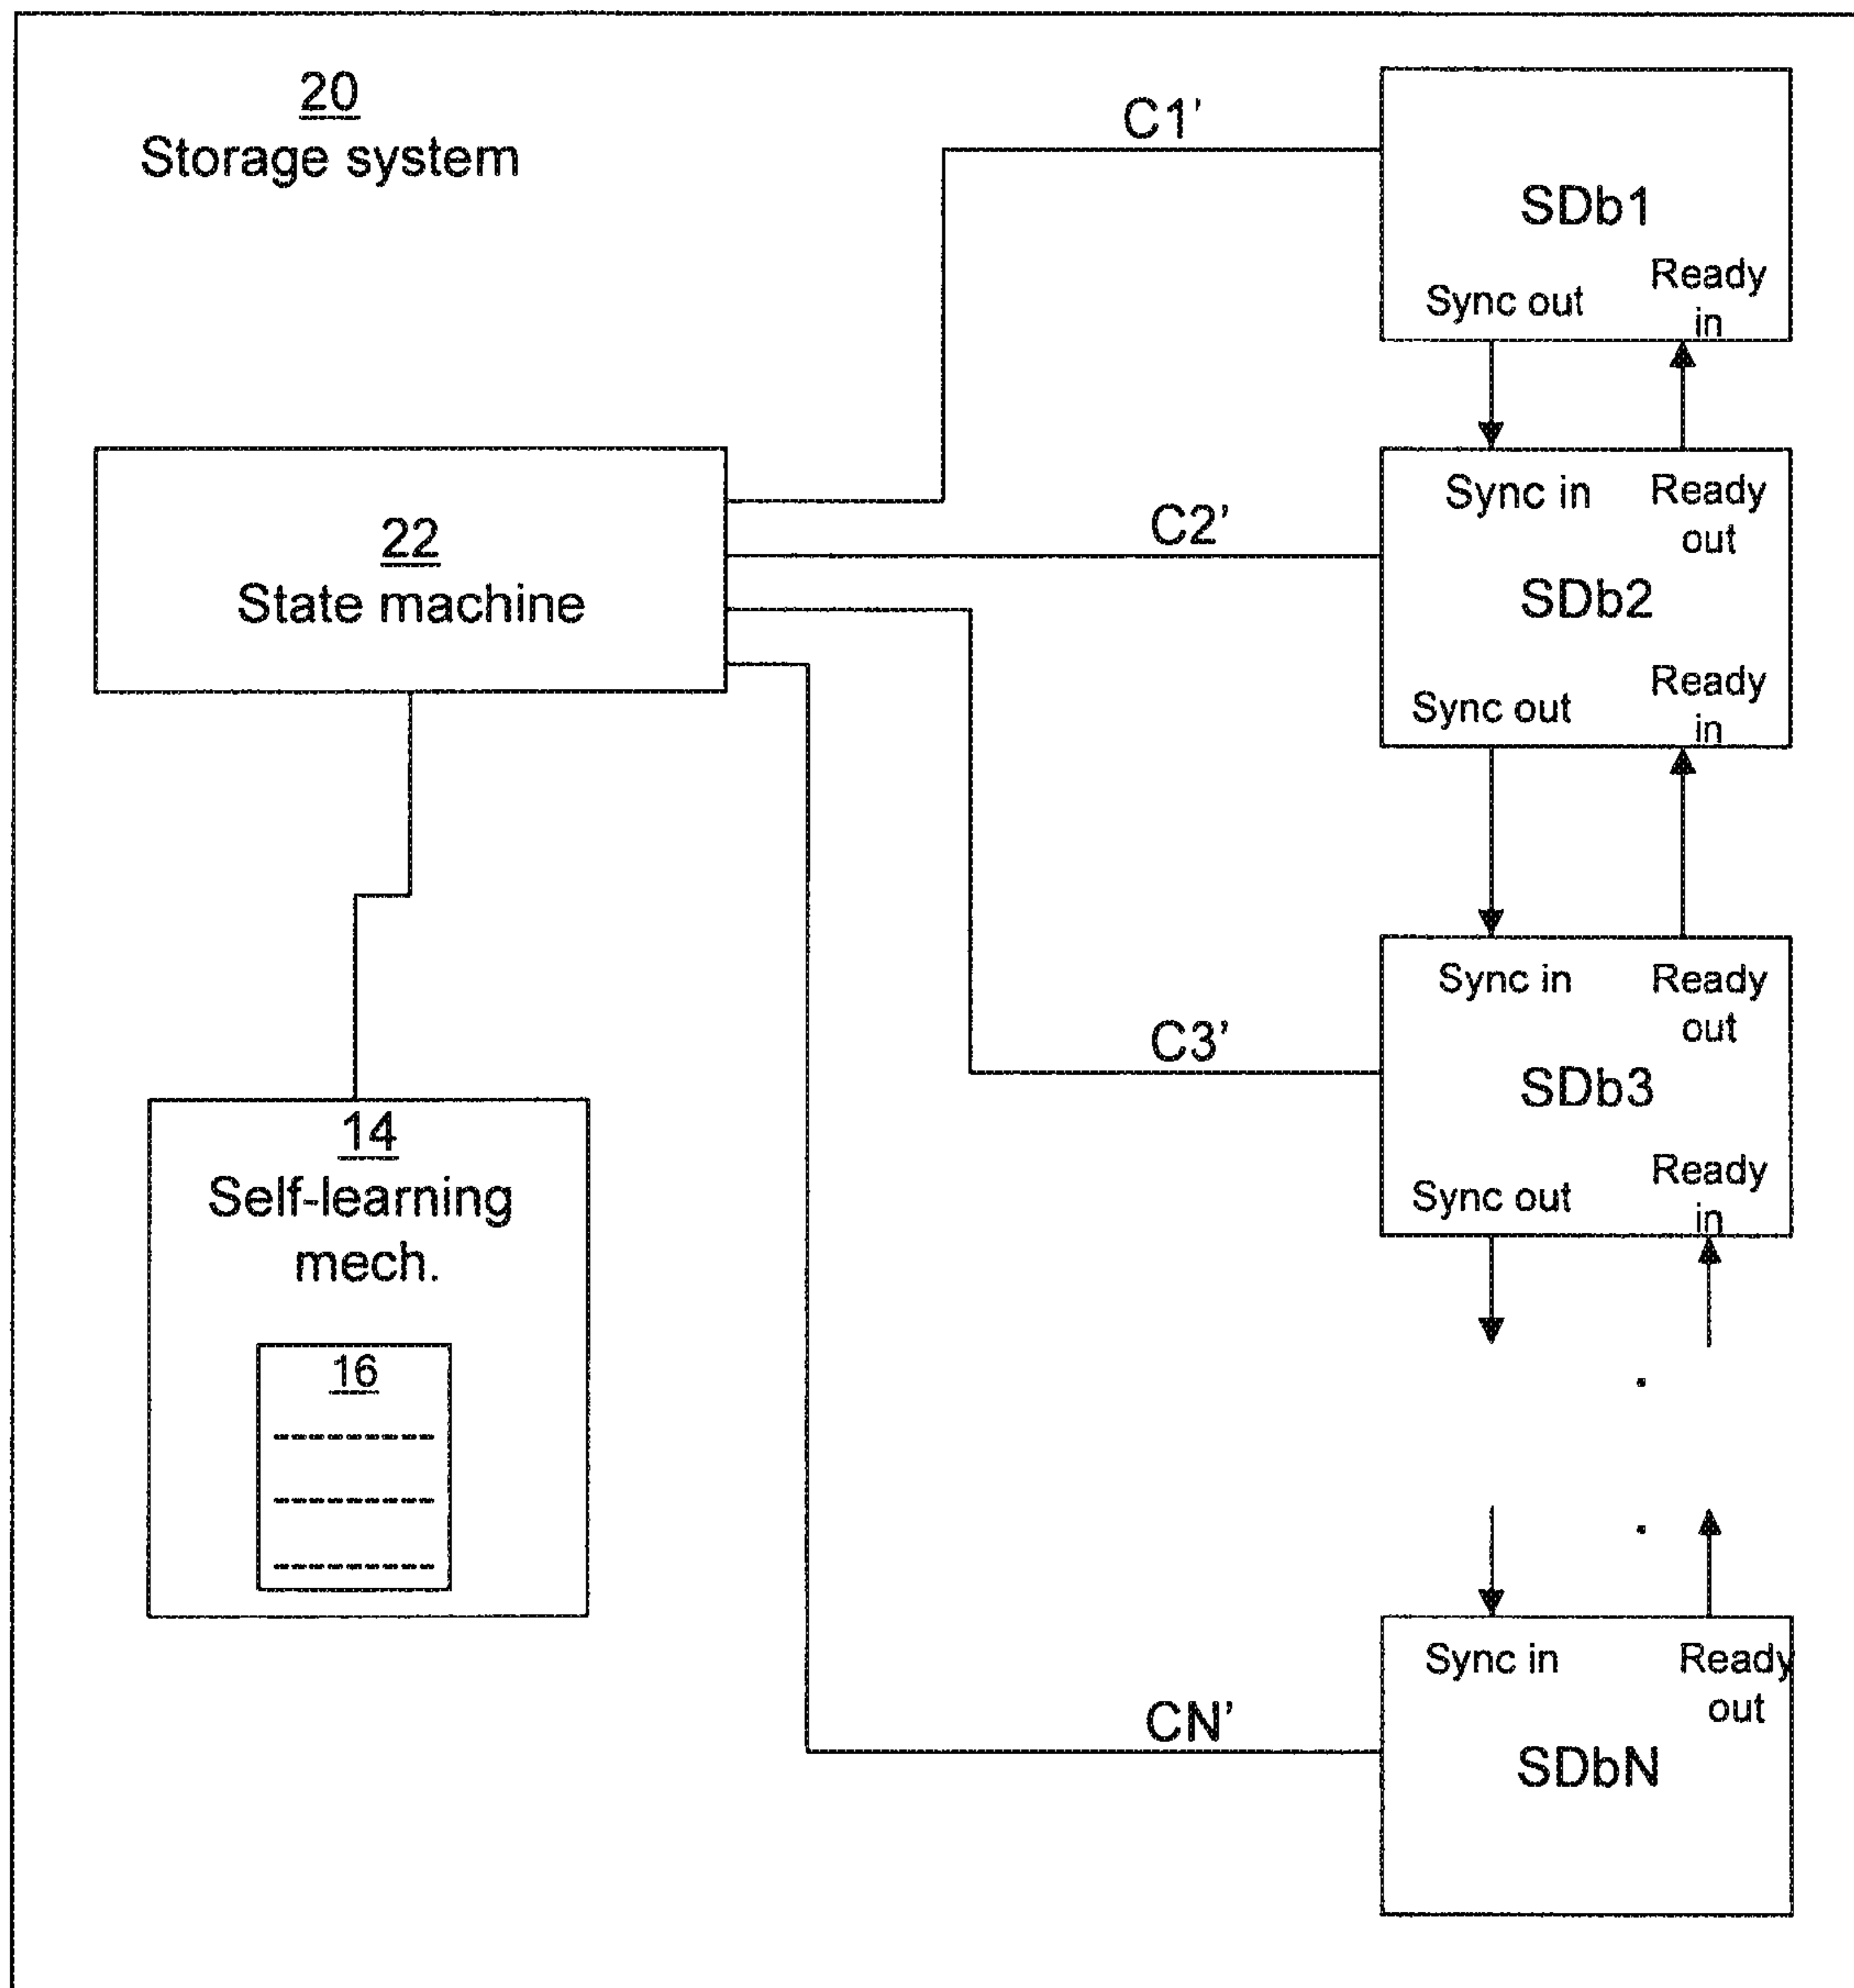 20
Storage system
C1’
SDb1
Sync out
Ready
in
22
State machine
C2’
Sync in
Ready
out
SDb2
Sync out
Ready
in
C3’
Sync in
Ready
out
SDb3
Sync out
Ready
in
14
Self-learning
mech.
16
CN’
Sync in
Ready
out
SDbN